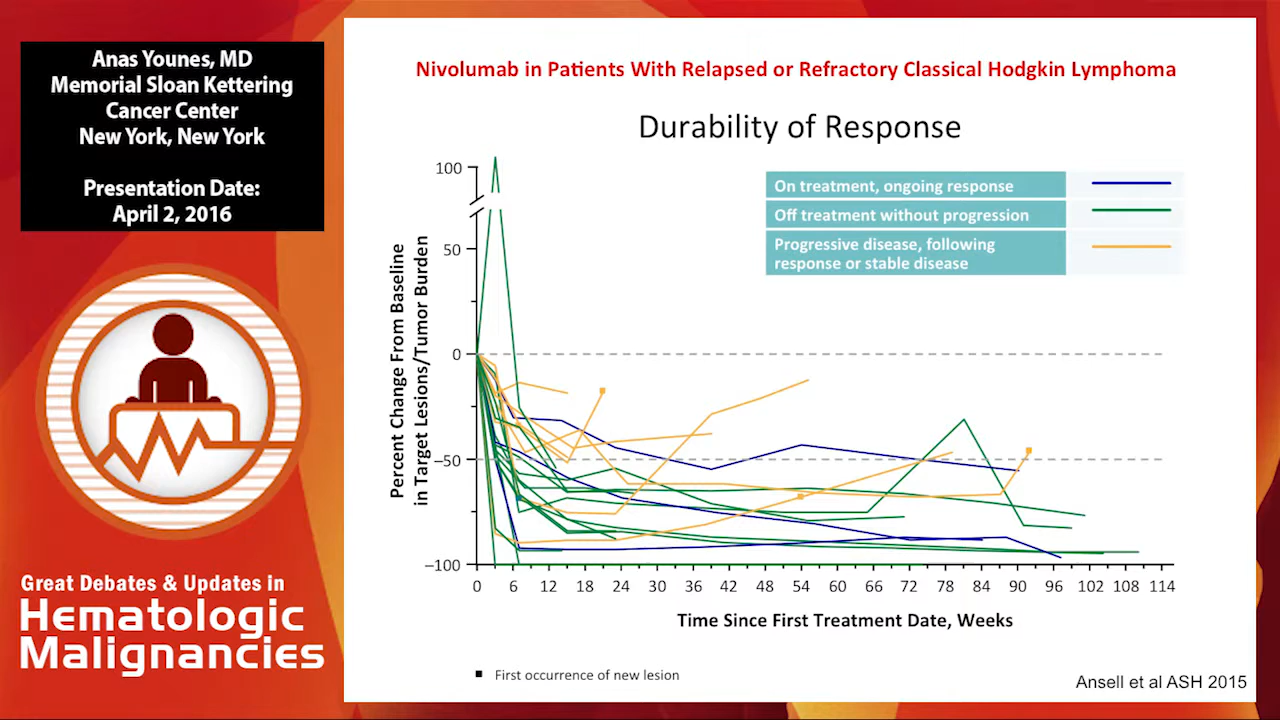 Anas Younes, MD
Memorial Sloan Kettering
Cancer Center
New York, New York
Presentation Date:
April 2, 2016
Great Debates & Updates in
Hematologic
Malignancies
Nivolumab in Patients With Relapsed or Refractory Classical Hodgkin Lymphoma
Durability of Response
On treatment, ongoing response
Off treatment without progression
Progressive disease, following
response or stable disease
Percent Change From Baseline
in Target Lesions/Tumor Burden
100
50
0
–50
–100
0 6 12 18 24 30 36 42 48 54 60 66 72 78 84 90 96 102 108 114
Time Since First Treatment Date, Weeks
First occurrence of new lesion
Ansell et al ASH 2015